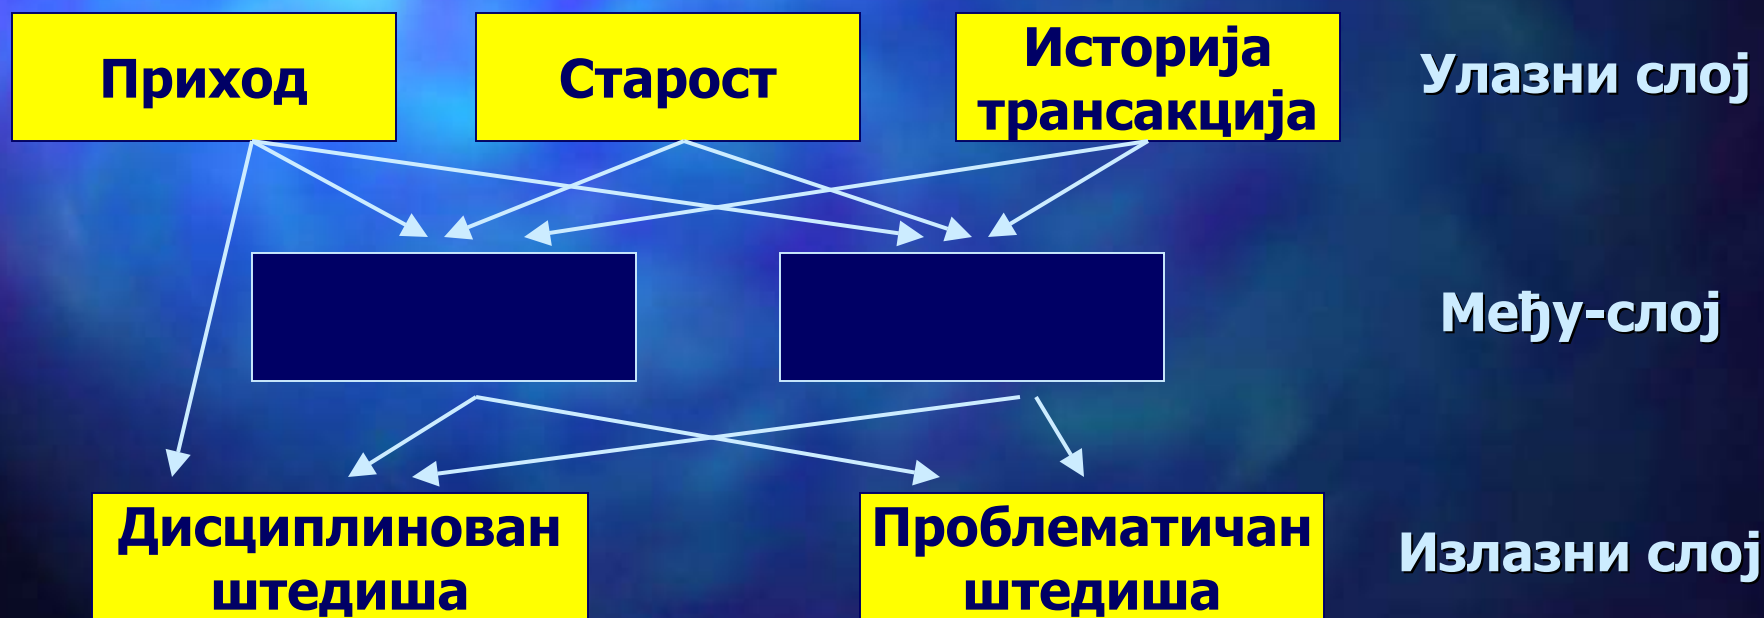 Приход
Старост
Историја
трансакција
Улазни слој
Међу-слој
Дисциплинован
штедиша
Проблематичан
штедиша
Излазни слој